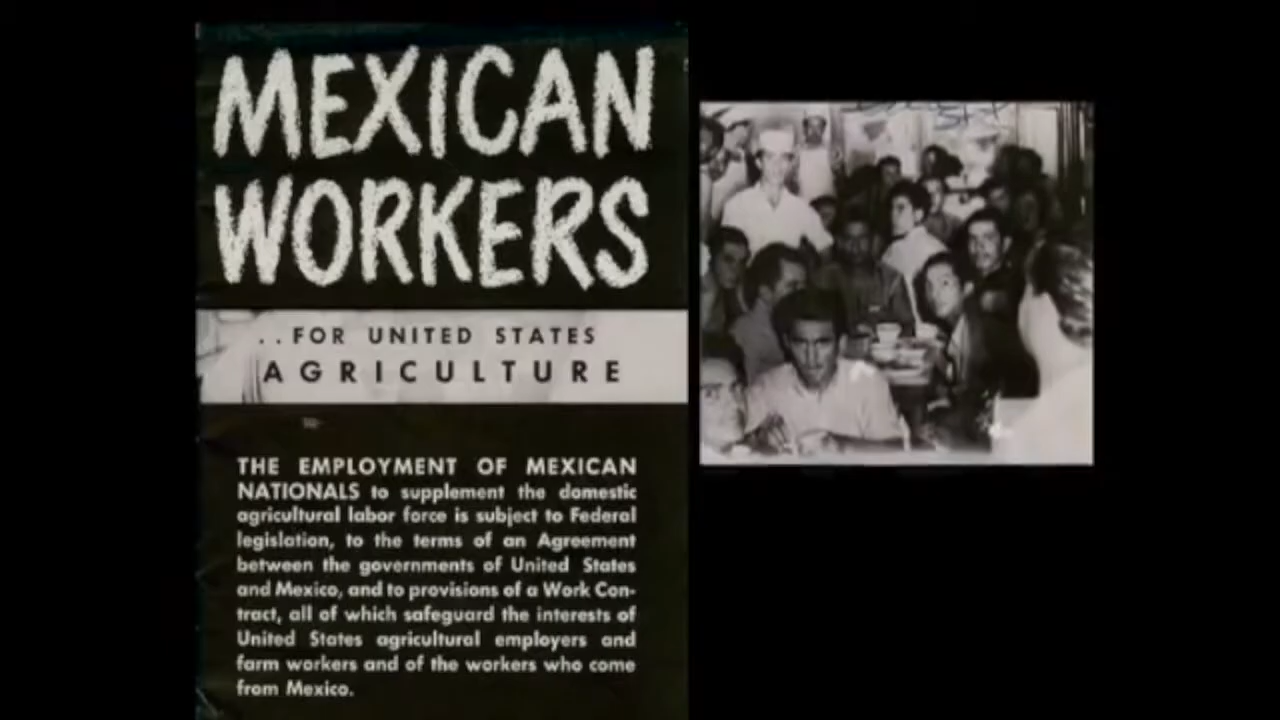 MEXICAN
WORKERS
..FOR UNITED STATES
AGRICULTURE
THE EMPLOYMENT OF MEXICAN
NATIONALS to supplement the domestic
agricultural labor force is subject to Federal
legislation, to the terms of an Agreement
between the governments of United States
and Mexico, and to provisions of a Work Con-
tract, all of which safeguard the interests of
United States agricultural employers and
farm workers and of the workers who come
from Mexico.